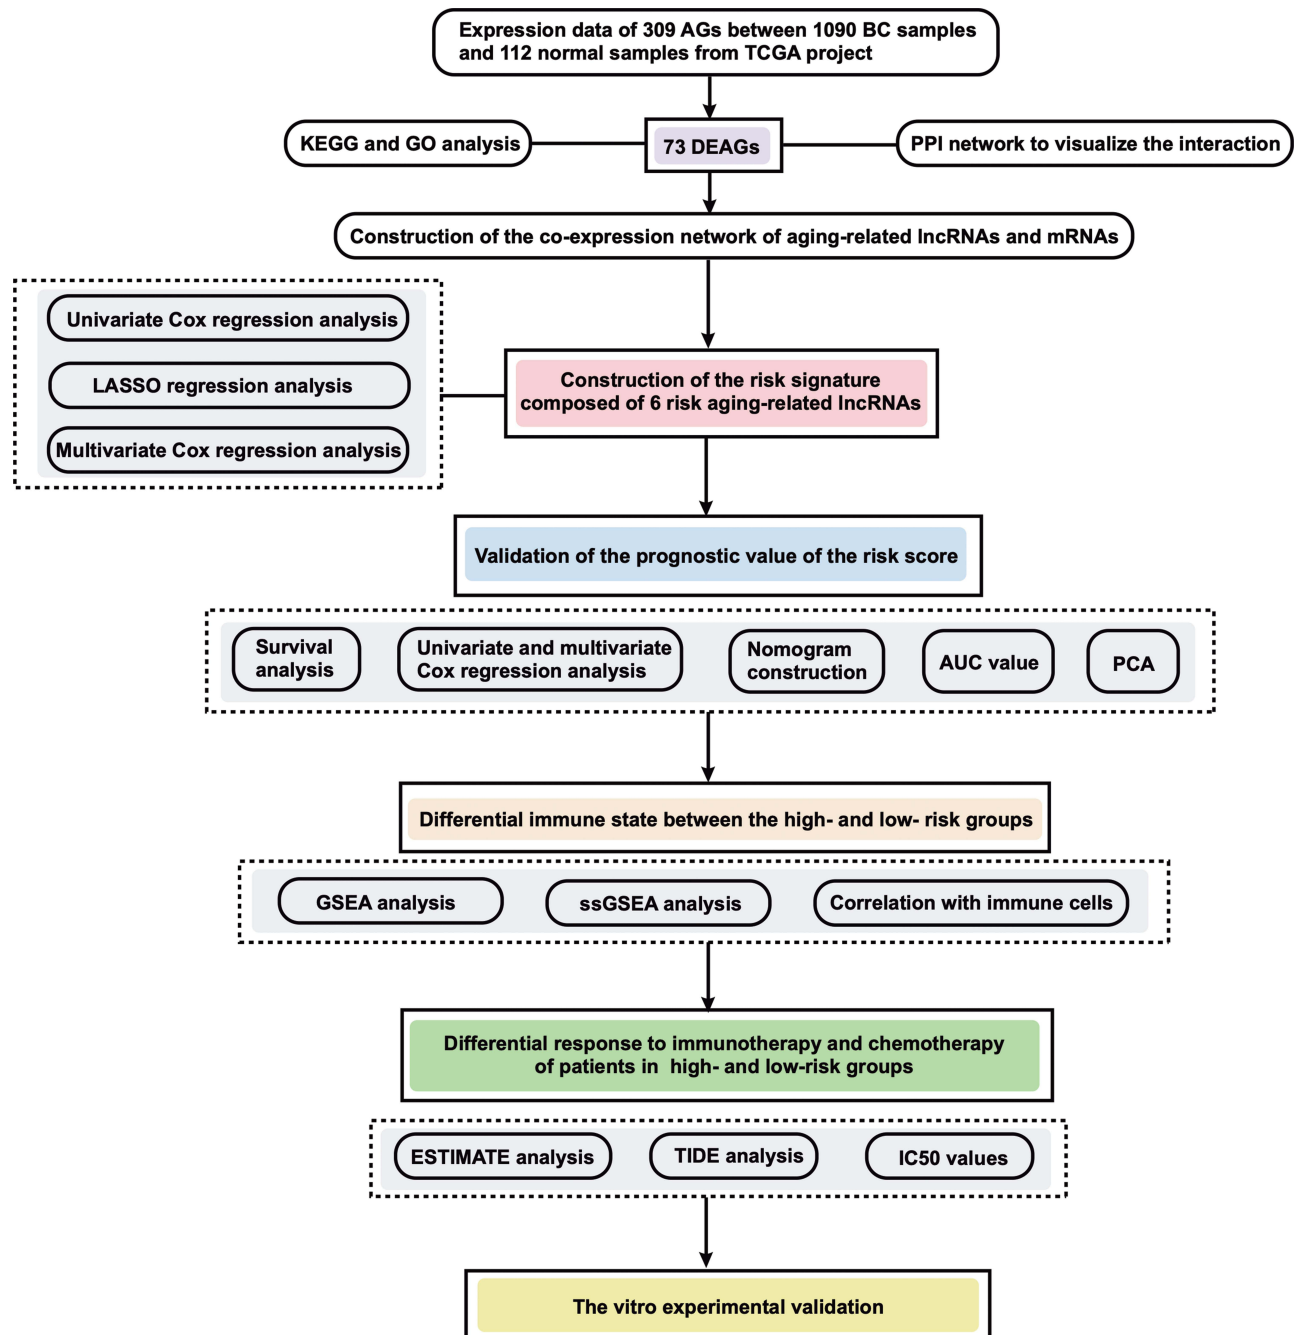 Expression data of 309 AGs between 1090 BC samples
and 112 normal samples from TCGA project
KEGG and GO analysis
73 DEAGs
PPI network to visualize the interaction
Construction of the co-expression network of aging-related lncRNAs and mRNAs
Univariate Cox regression analysis
LASSO regression analysis
Multivariate Cox regression analysis
Construction of the risk signature
composed of 6 risk aging-related lncRNAs
Validation of the prognostic value of the risk score
Survival
analysis
Univariate and multivariate
Cox regression analysis
Nomogram
construction
AUC value
PCA
Differential immune state between the high- and low- risk groups
GSEA analysis
ssGSEA analysis
Correlation with immune cells
Differential response to immunotherapy and chemotherapy
of patients in  high- and low-risk groups
ESTIMATE analysis
TIDE analysis
IC50 values
The vitro experimental validation